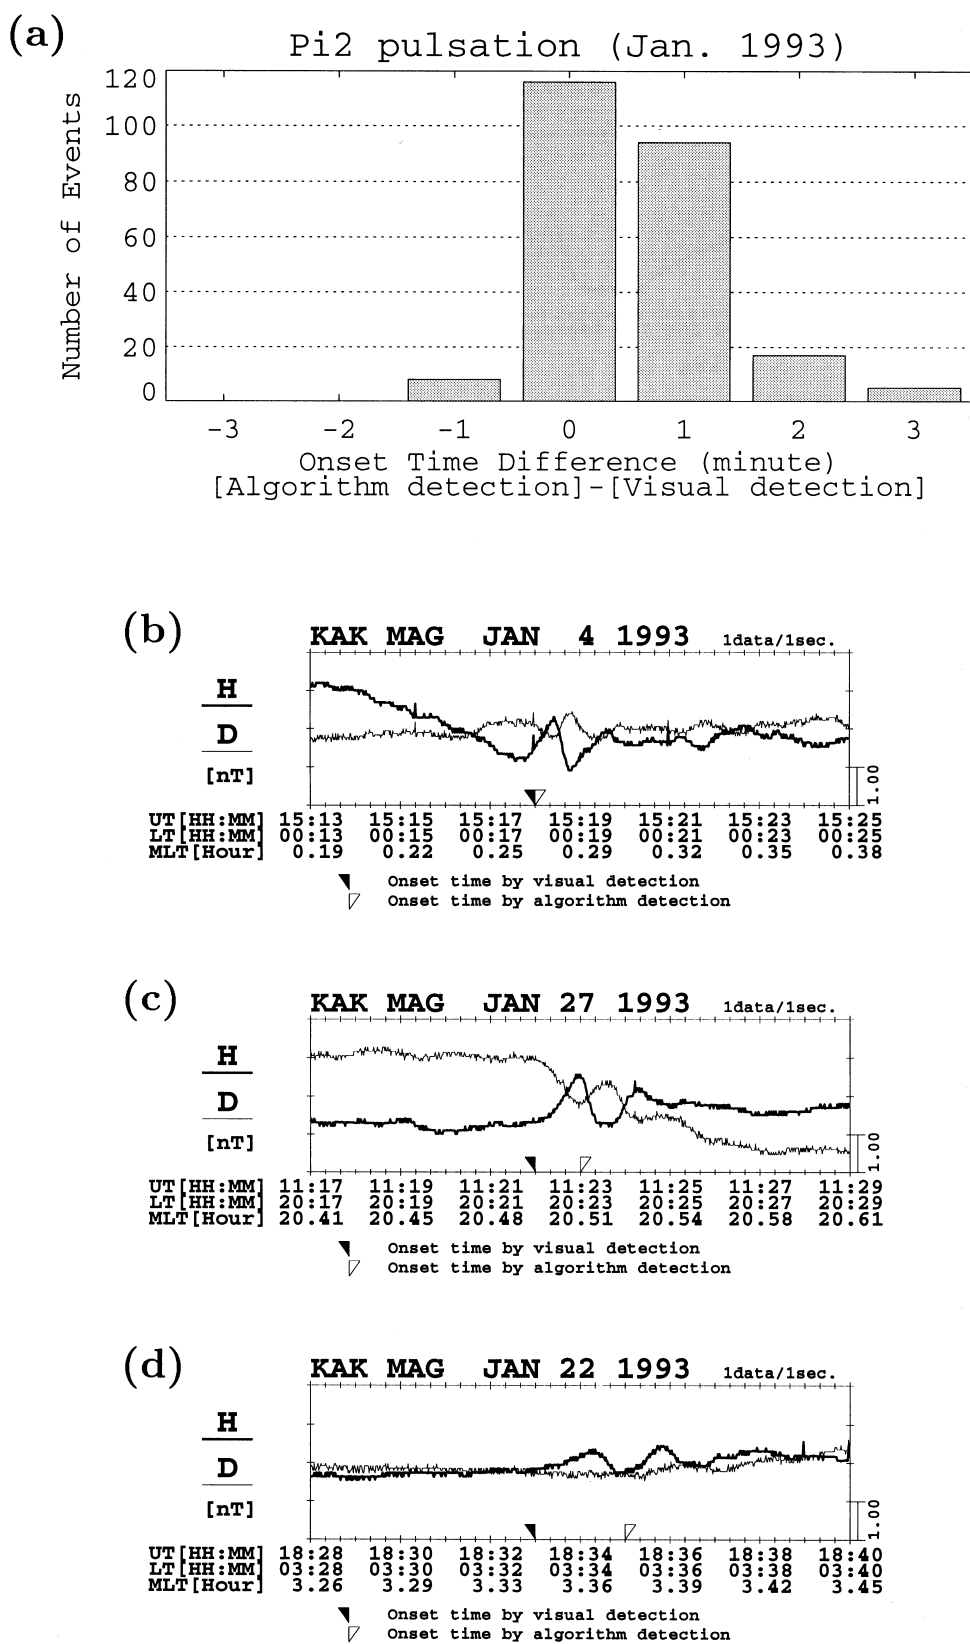 (a)
Pi2 pulsation (Jan. 1993)
Number of Events
120
100
80
60
40
20
0
-3 -2 -1 0 1 2 3
Onset Time Difference (minute)
[Algorithm detection]-[Visual detection]
(b)
KAK MAG JAN 4 1993 1data/1sec.
H
D
[nT]
1.00
UT[HH:MM] 15:13 15:15 15:17 15:19 15:21 15:23 15:25
LT[HH:MM] 00:13 00:15 00:17 00:19 00:21 00:23 00:25
MLT[Hour] 0.19 0.22 0.25 0.29 0.32 0.35 0.38
Onset time by visual detection
Onset time by algorithm detection
(c)
KAK MAG JAN 27 1993 1data/1sec.
H
D
[nT]
1.00
UT[HH:MM] 11:17 11:19 11:21 11:23 11:25 11:27 11:29
LT[HH:MM] 20:17 20:19 20:21 20:23 20:25 20:27 20:29
MLT[Hour] 20.41 20.45 20.48 20.51 20.54 20.58 20.61
Onset time by visual detection
Onset time by algorithm detection
(d)
KAK MAG JAN 22 1993 1data/1sec.
H
D
[nT]
1.00
UT[HH:MM] 18:28 18:30 18:32 18:34 18:36 18:38 18:40
LT[HH:MM] 03:28 03:30 03:32 03:34 03:36 03:38 03:40
MLT[Hour] 3.26 3.29 3.33 3.36 3.39 3.42 3.45
Onset time by visual detection
Onset time by algorithm detection